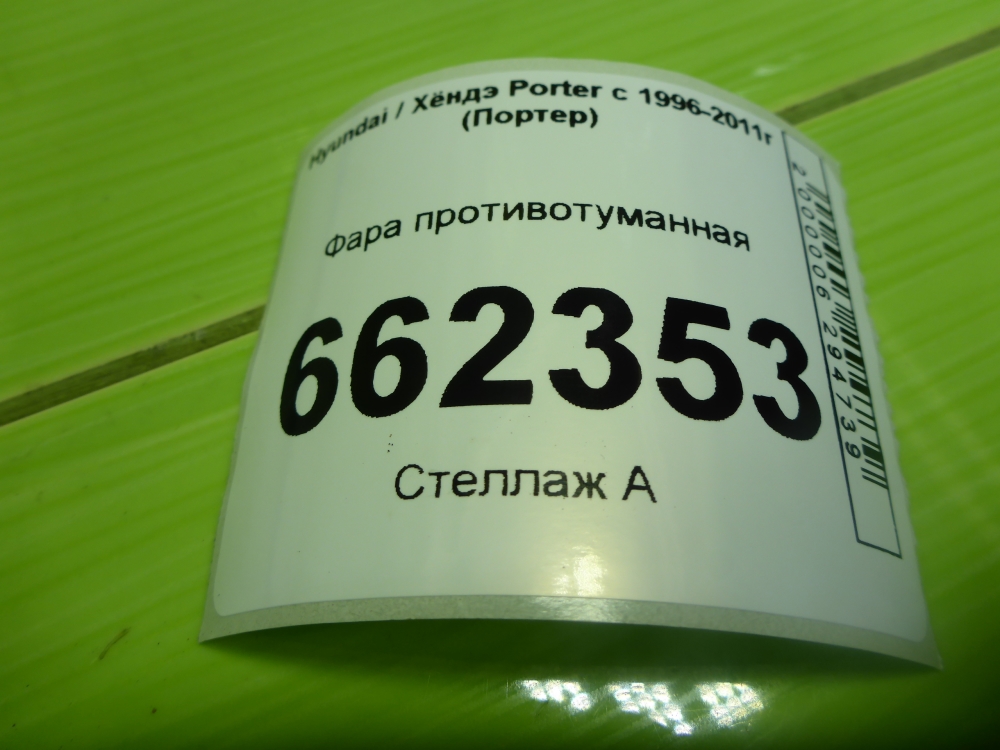 Hyundai / Хёндэ Porter с 1996-2011г
(Портер)
Фара противотуманная
662353
Стеллаж А
2000006294739